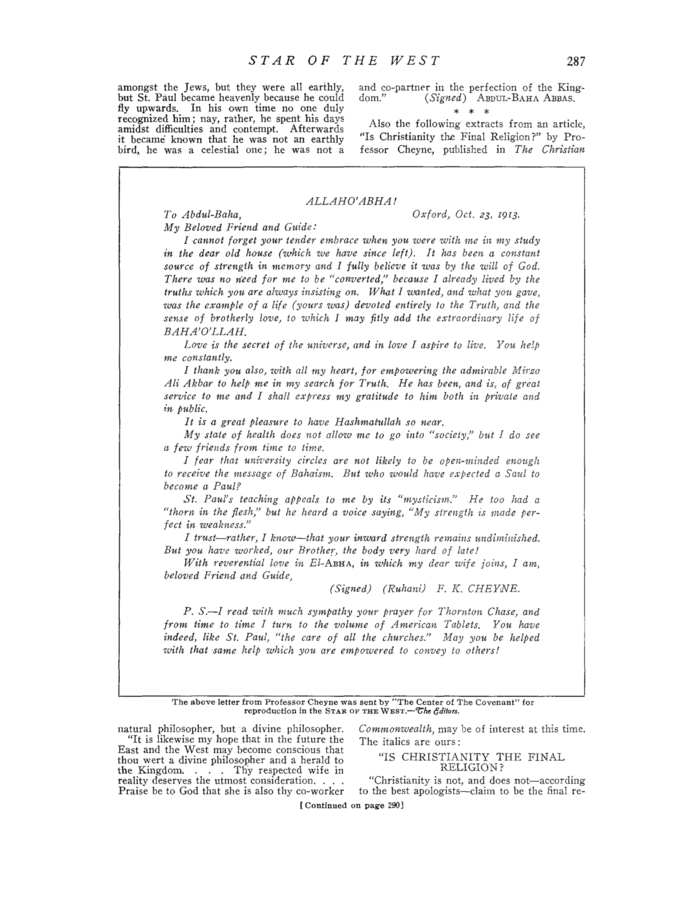 STAR OF THE WEST 287
amongst the Jews, but they were all earthly,
but St. Paul became heavenly because he could
fly upwards. In his own time no one duly
recognized him; nay, rather, he spent his days
amidst difficulties and contempt. Afterwards
it became known that he was not an earthly
bird, he was a celestial one; he was not a
and co-partner in the perfection of the King-
dom." (Signed) ABDUL-BAHA ABBAS.
* * *
Also the following extracts from an article,
"Is Christianity the Final Religion?" by Pro-
fessor Cheyne, published in The Christian
ALLAHO'ABHA!
To Abdul-Baha, Oxford, Oct. 23, 1913.
My Beloved Friend and Guide:
I cannot forget your tender embrace when you were with me in my study
in the dear old house (which we have since left). It has been a constant
source of strength in memory and I fully believe it was by the will of God.
There was no need for me to be "converted," because I already lived by the
truths which you are always insisting on. What I wanted, and what you gave,
was the example of a life (yours was) devoted entirely to the Truth, and the
sense of brotherly love, to which I may fitly add the extraordinary life of
BAHA'O'LLAH.
Love is the secret of the universe, and in love I aspire to live. You help
me constantly.
I thank you also, with all my heart, for empowering the admirable Mirza
Ali Akbar to help me in my search for Truth. He has been, and is, of great
service to me and I shall express my gratitude to him both in private and
in public.
It is a great pleasure to have Hashmatullah so near.
My state of health does not allow me to go into "society," but I do see
a few friends from time to time.
I fear that university circles are not likely to be open-minded enough
to receive the message of Bahaism. But who would have expected a Saul to
become a Paul?
St. Paul's teaching appeals to me by its "mysticism." He too had a
"thorn in the flesh," but he heard a voice saying, "My strength is made per-
fect in weakness."
I trust—rather, I know—that your inward strength remains undiminished.
But you have worked, our Brother, the body very hard of late!
With reverential love in El-ABHA, in which my dear wife joins, I am,
beloved Friend and Guide,
(Signed) (Ruhani) F. K. CHEYNE.
P. S.—I read with much sympathy your prayer for Thornton Chase, and
from time to time I turn to the volume of American Tablets. You have
indeed, like St. Paul, "the care of all the churches." May you be helped
with that same help which you are empowered to convey to others!
The above letter from Professor Cheyne was sent by "The Center of The Covenant" for
reproduction in the STAR OF THE WEST.—The Editors.
natural philosopher, but a divine philosopher.
"It is likewise my hope that in the future the
East and the West may become conscious that
thou wert a divine philosopher and a herald to
the Kingdom. . . . Thy respected wife in
reality deserves the utmost consideration. . . .
Praise be to God that she is also thy co-worker
Commonwealth, may be of interest at this time.
The italics are ours:
"IS CHRISTIANITY THE FINAL
RELIGION?
"Christianity is not, and does not—according
to the best apologists—claim to be the final re-
[Continued on page 290]